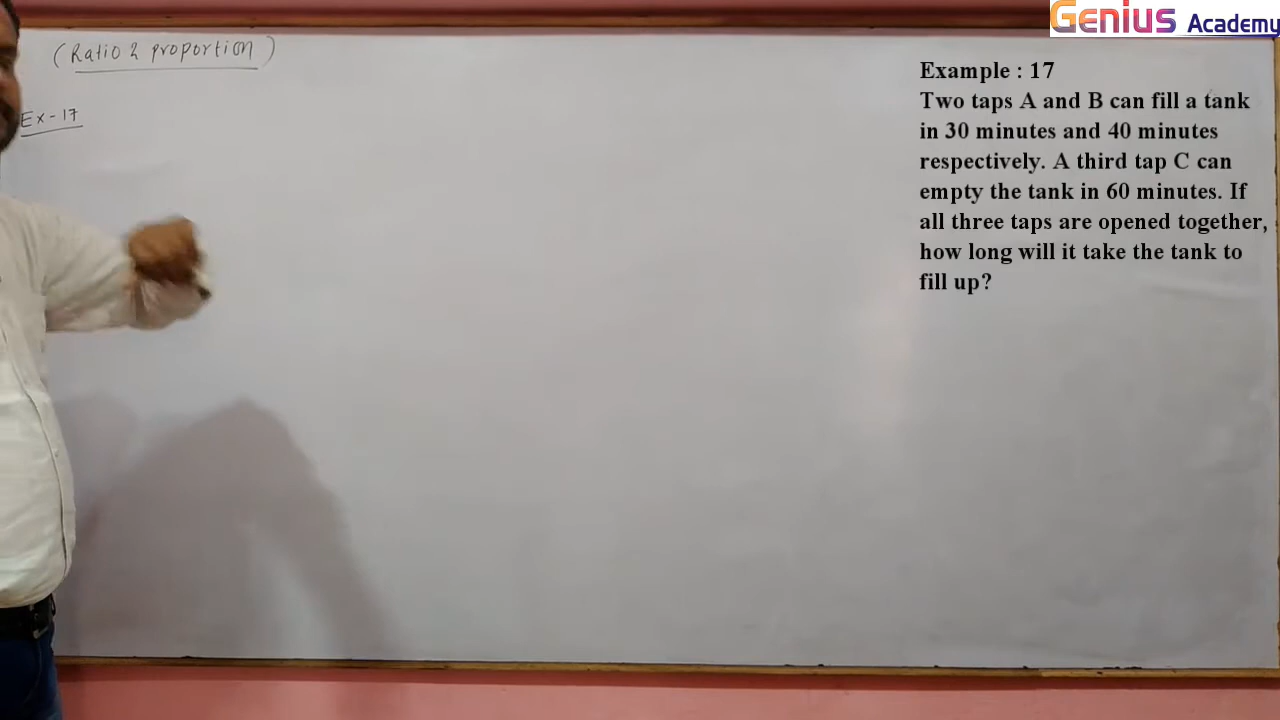 Genius Academy
(Ratio & proportion)
Ex-17
Example : 17
Two taps A and B can fill a tank
in 30 minutes and 40 minutes
respectively. A third tap C can
empty the tank in 60 minutes. If
all three taps are opened together,
how long will it take the tank to
fill up?